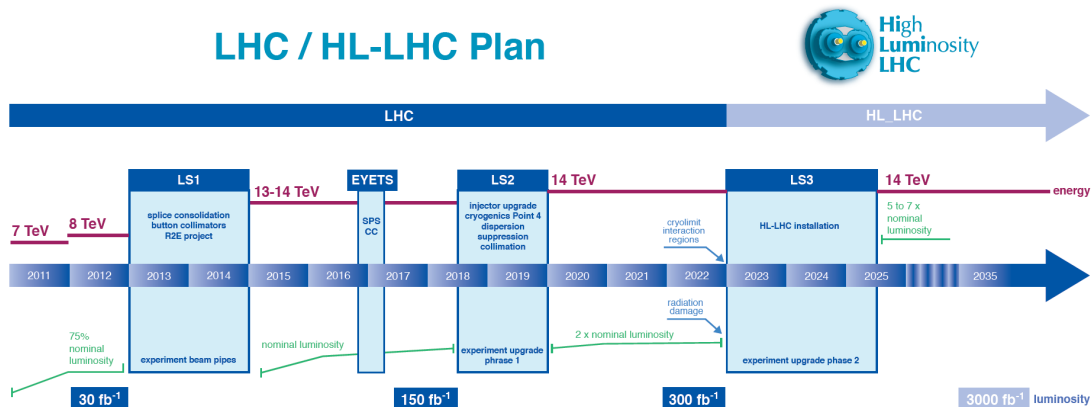 LHC / HL-LHC Plan
High
Luminosity
LHC
LHC
HL_LHC
LS1
EYETS
LS2
LS3
7 TeV
8 TeV
13-14 TeV
14 TeV
14 TeV
energy
splice consolidation
button collimators
R2E project
SPS
CC
injector upgrade
cryogenics Point 4
dispersion
suppression
collimation
cryolimit
interaction
regions
HL-LHC installation
5 to 7 x
nominal
luminosity
2011
2012
2013
2014
2015
2016
2017
2018
2019
2020
2021
2022
2023
2024
2025
2035
75%
nominal
luminosity
experiment beam pipes
nominal luminosity
experiment upgrade
phrase 1
2 x nominal luminosity
radiation
damage
experiment upgrade phase 2
30 fb-1
150 fb-1
300 fb-1
3000 fb-1
luminosity